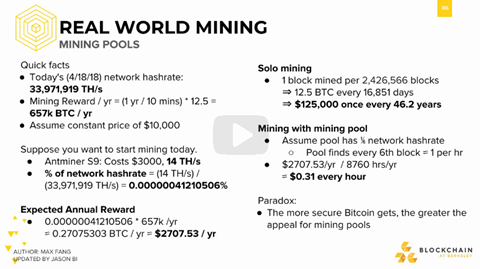 REAL WORLD MINING
MINING POOLS
Quick facts
● Today's (4/18/18) network hashrate:
33,971,919 TH/s
● Mining Reward / yr = (1 yr / 10 mins) * 12.5 =
657k BTC / yr
● Assume constant price of $10,000
Suppose you want to start mining today.
● Antminer S9: Costs $3000, 14 TH/s
● % of network hashrate = (14 TH/s) /
(33,971,919 TH/s) = 0.00000041210506%
Expected Annual Reward
● 0.00000041210506 * 657k /yr
= 0.27075303 BTC / yr = $2707.53 / yr
AUTHOR: MAX FANG
UPDATED BY JASON BI
Solo mining
● 1 block mined per 2,426,566 blocks
⇒ 12.5 BTC every 16,851 days
⇒ $125,000 once every 46.2 years
Mining with mining pool
● Assume pool has ⅙ network hashrate
○ Pool finds every 6th block = 1 per hr
● $2707.53/yr / 8760 hrs/yr
= $0.31 every hour
Paradox:
● The more secure Bitcoin gets, the greater the
appeal for mining pools
BLOCKCHAIN
AT BERKELEY